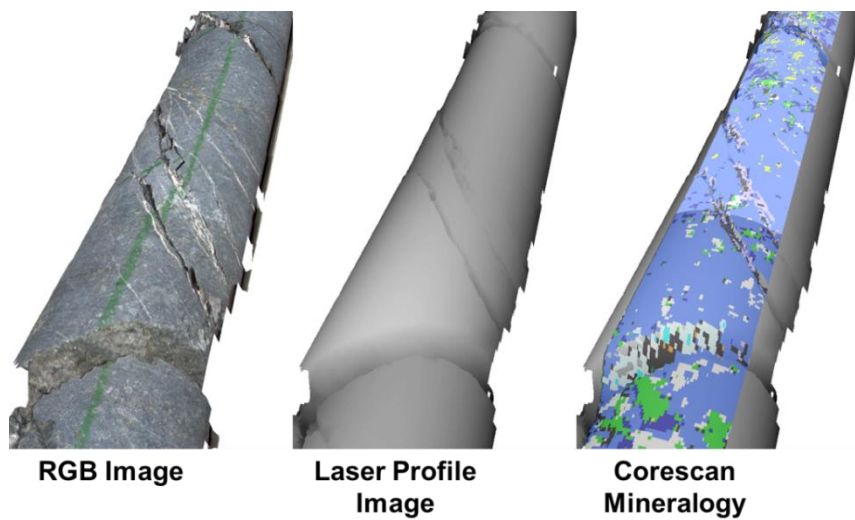 RGB Image
Laser Profile
Image
Corescan
Mineralogy